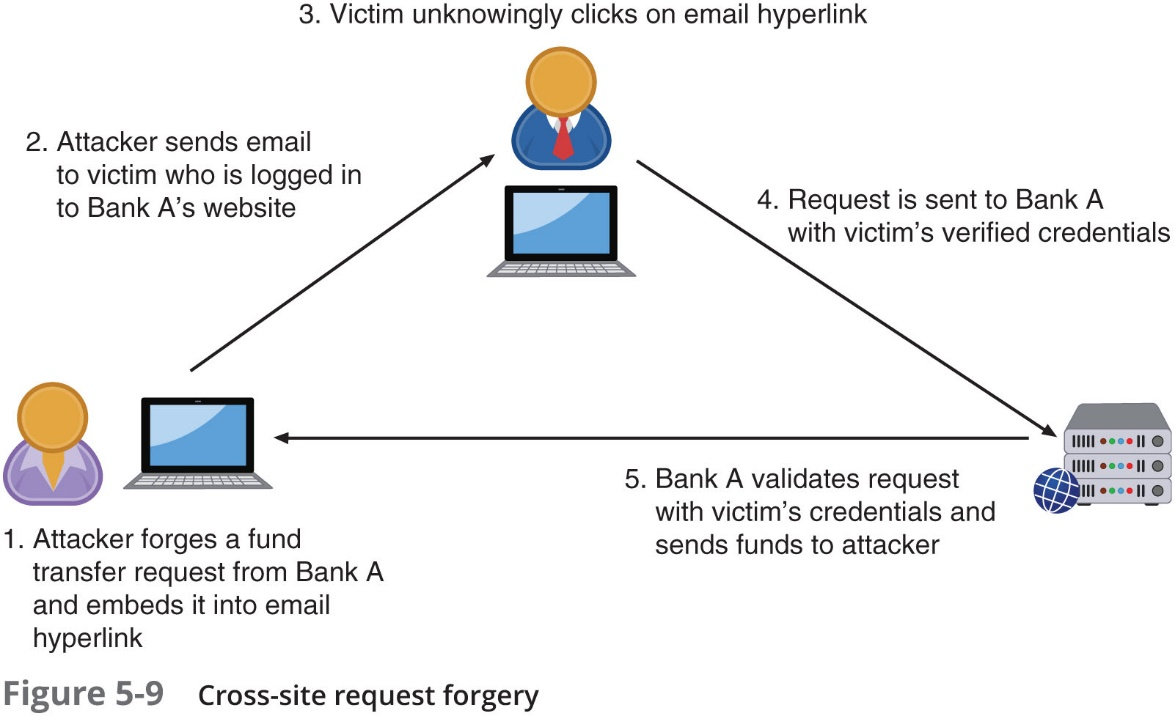 3. Victim unknowingly clicks on email hyperlink
2. Attacker sends email
to victim who is logged in
to Bank A’s website
4. Request is sent to Bank A
with victim’s verified credentials
5. Bank A validates request
with victim’s credentials and
sends funds to attacker
1. Attacker forges a fund
transfer request from Bank A
and embeds it into email
hyperlink
Figure 5-9 Cross-site request forgery